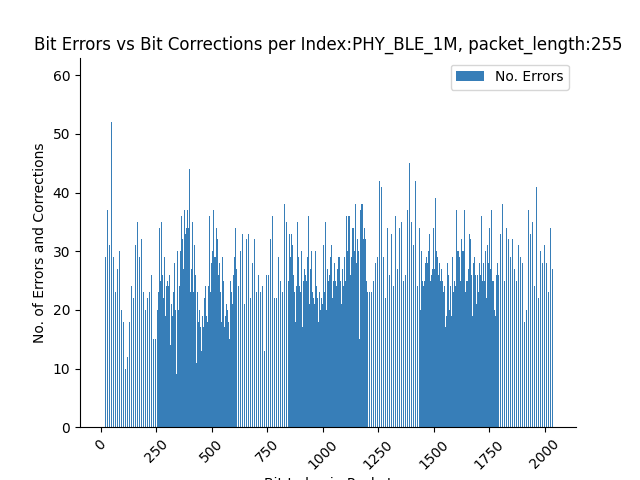 Bit Errors vs Bit Corrections per Index:PHY_BLE_1M, packet_length:255
No. Errors
No. of Errors and Corrections
60
50
40
30
20
10
0
0 250 500 750 1000 1250 1500 1750 2000